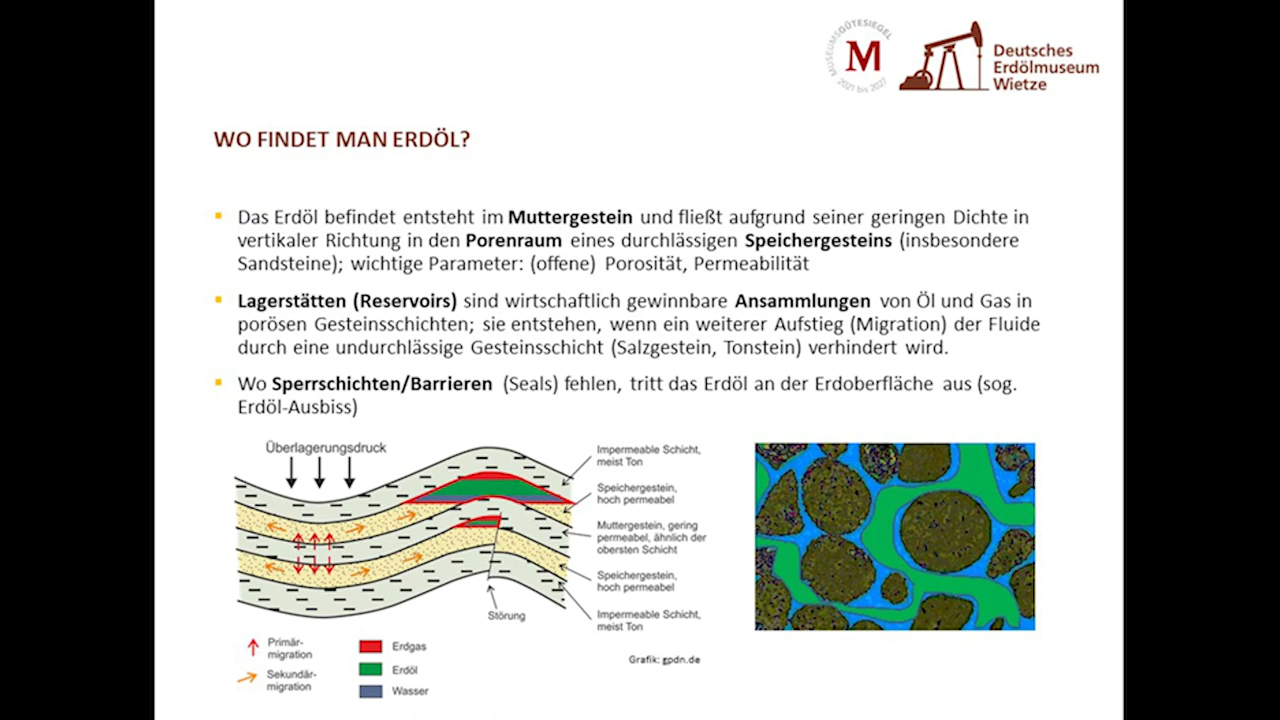 MUSEUMSGÜTESIEGEL
M
2021 bis 2027
Deutsches
Erdölmuseum
Wietze
WO FINDET MAN ERDÖL?
Das Erdöl befindet entsteht im Muttergestein und fließt aufgrund seiner geringen Dichte in
vertikaler Richtung in den Porenraum eines durchlässigen Speichergesteins (insbesondere
Sandsteine); wichtige Parameter: (offene) Porosität, Permeabilität
Lagerstätten (Reservoirs) sind wirtschaftlich gewinnbare Ansammlungen von Öl und Gas in
porösen Gesteinsschichten; sie entstehen, wenn ein weiterer Aufstieg (Migration) der Fluide
durch eine undurchlässige Gesteinsschicht (Salzgestein, Tonstein) verhindert wird.
Wo Sperrschichten/Barrieren (Seals) fehlen, tritt das Erdöl an der Erdoberfläche aus (sog.
Erdöl-Ausbiss)
Überlagerungsdruck
Impermeable Schicht,
meist Ton
Speichergestein,
hoch permeabel
Muttergestein, gering
permeabel, ähnlich der
obersten Schicht
Speichergestein,
hoch permeabel
Impermeable Schicht,
meist Ton
Störung
Primär-
migration
Sekundär-
migration
Erdgas
Erdöl
Wasser
Grafik: gpdn.de